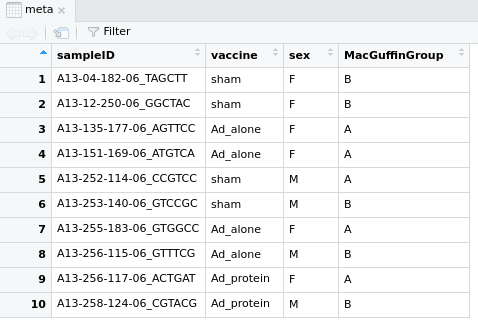 meta
Filter
sampleID vaccine sex MacGuffinGroup
1 A13-04-182-06_TAGCTT sham F B
2 A13-12-250-06_GGCTAC sham F B
3 A13-135-177-06_AGTTCC Ad_alone F A
4 A13-151-169-06_ATGTCA Ad_alone F A
5 A13-252-114-06_CCGTCC sham M A
6 A13-253-140-06_GTCCGC sham M B
7 A13-255-183-06_GTGGCC Ad_alone F A
8 A13-256-115-06_GTTTCG Ad_alone M B
9 A13-256-117-06_ACTGAT Ad_protein F A
10 A13-258-124-06_CGTACG Ad_protein M B